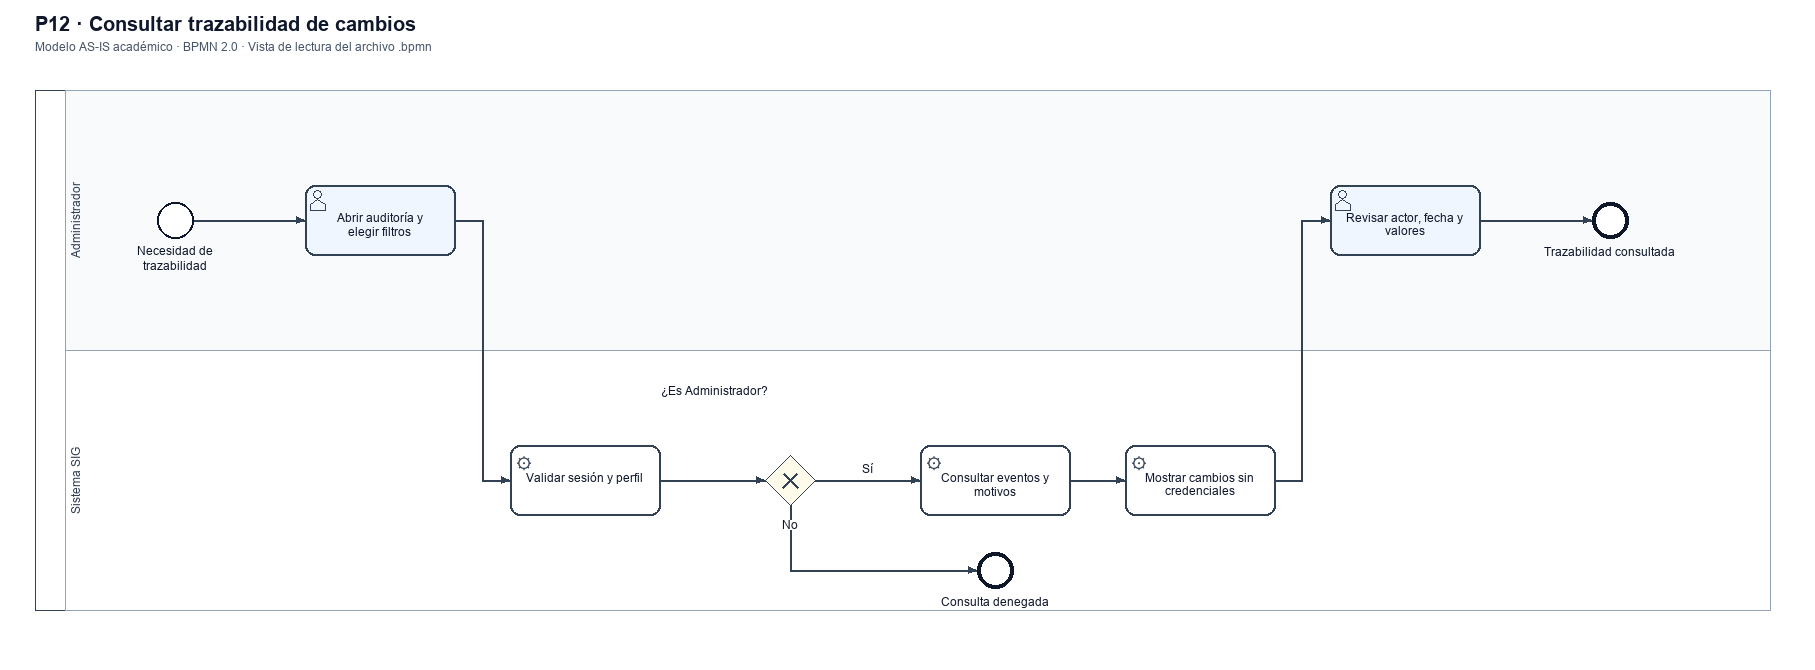 P12 · Consultar trazabilidad de cambios
Modelo AS-IS académico · BPMN 2.0 · Vista de lectura del archivo .bpmn
Administrador
Necesidad de
trazabilidad
Abrir auditoría y
elegir filtros
Revisar actor, fecha y
valores
Trazabilidad consultada
Sistema SIG
¿Es Administrador?
Validar sesión y perfil
Sí
No
Consultar eventos y
motivos
Mostrar cambios sin
credenciales
Consulta denegada